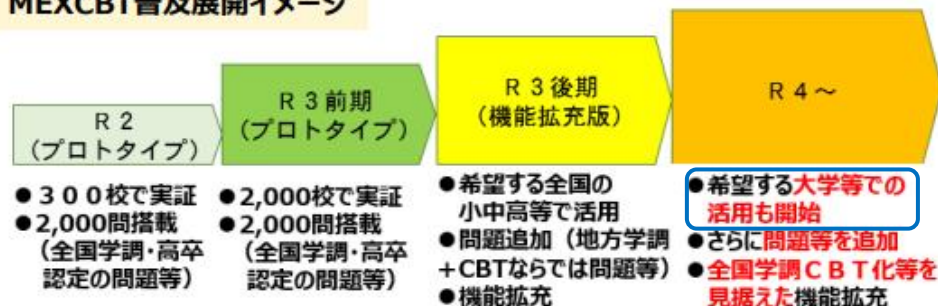 MEXCBT普及展開イメージ
R２
（プロトタイプ）
R３前期
（プロトタイプ）
R３後期
（機能拡充版）
R４～
●３００校で実証
●2,000問搭載
（全国学調・高卒
認定の問題等）
●2,000校で実証
●2,000問搭載
（全国学調・高卒
認定の問題等）
●希望する全国の
小中高等で活用
●問題追加（地方学調
+CBTならでは問題等）
●機能拡充
●希望する大学等での
活用も開始
●さらに問題等を追加
●全国学調ＣＢＴ化等を
見据えた機能拡充